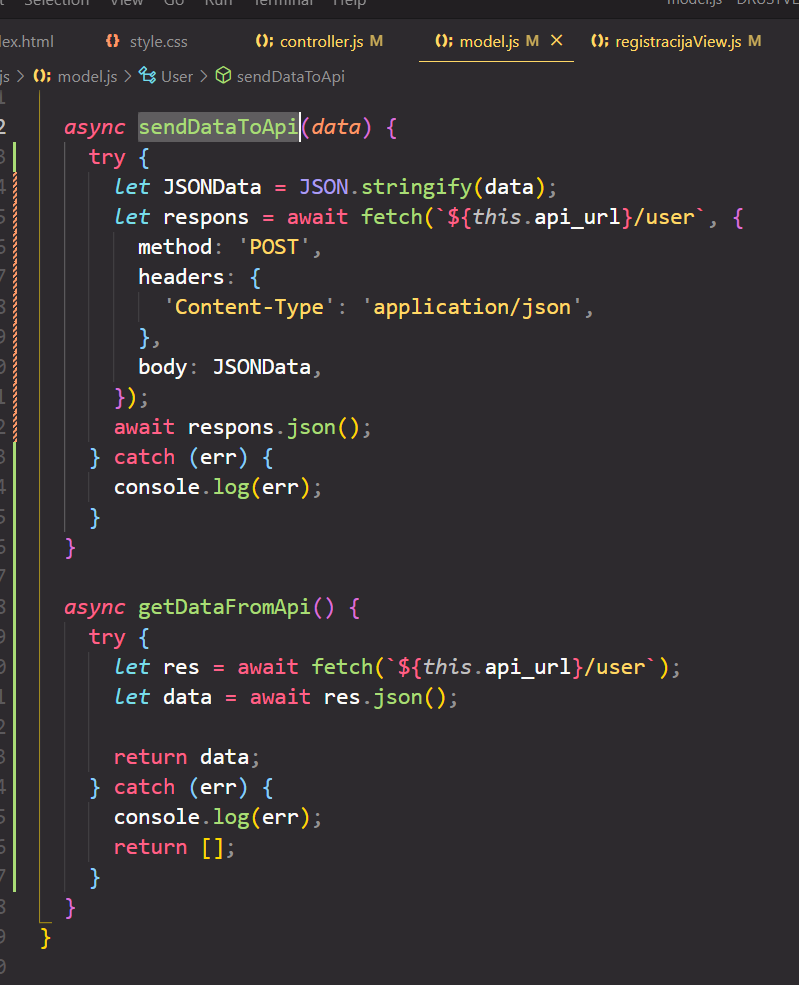 Selection View Go Run Terminal Help model.js - DRUSTVE
ex.html style.css controller.js M model.js M × registracijaView.js M
js > model.js > User > sendDataToApi
async sendDataToApi(data) {
try {
let JSONData = JSON.stringify(data);
let respons = await fetch(`${this.api_url}/user`, {
method: 'POST',
headers: {
'Content-Type': 'application/json',
},
body: JSONData,
});
await respons.json();
} catch (err) {
console.log(err);
}
}
async getDataFromApi() {
try {
let res = await fetch(`${this.api_url}/user`);
let data = await res.json();
return data;
} catch (err) {
console.log(err);
return [];
}
}
}